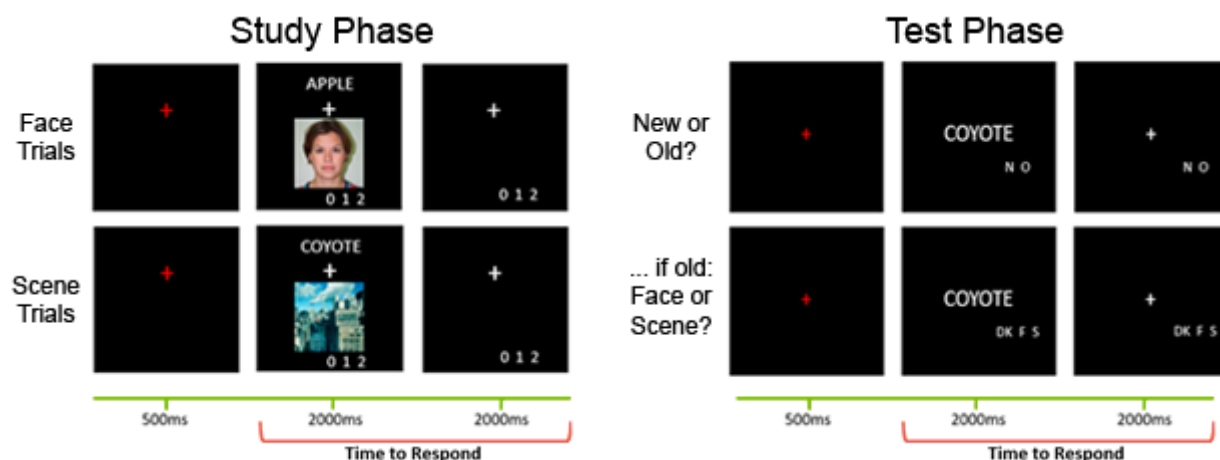 Study Phase
Face
Trials
APPLE
0 1 2
0 1 2
Scene
Trials
COYOTE
0 1 2
0 1 2
500ms
2000ms
2000ms
Time to Respond
Test Phase
New or
Old?
COYOTE
N O
N O
... if old:
Face or
Scene?
COYOTE
DK F S
DK F S
500ms
2000ms
2000ms
Time to Respond